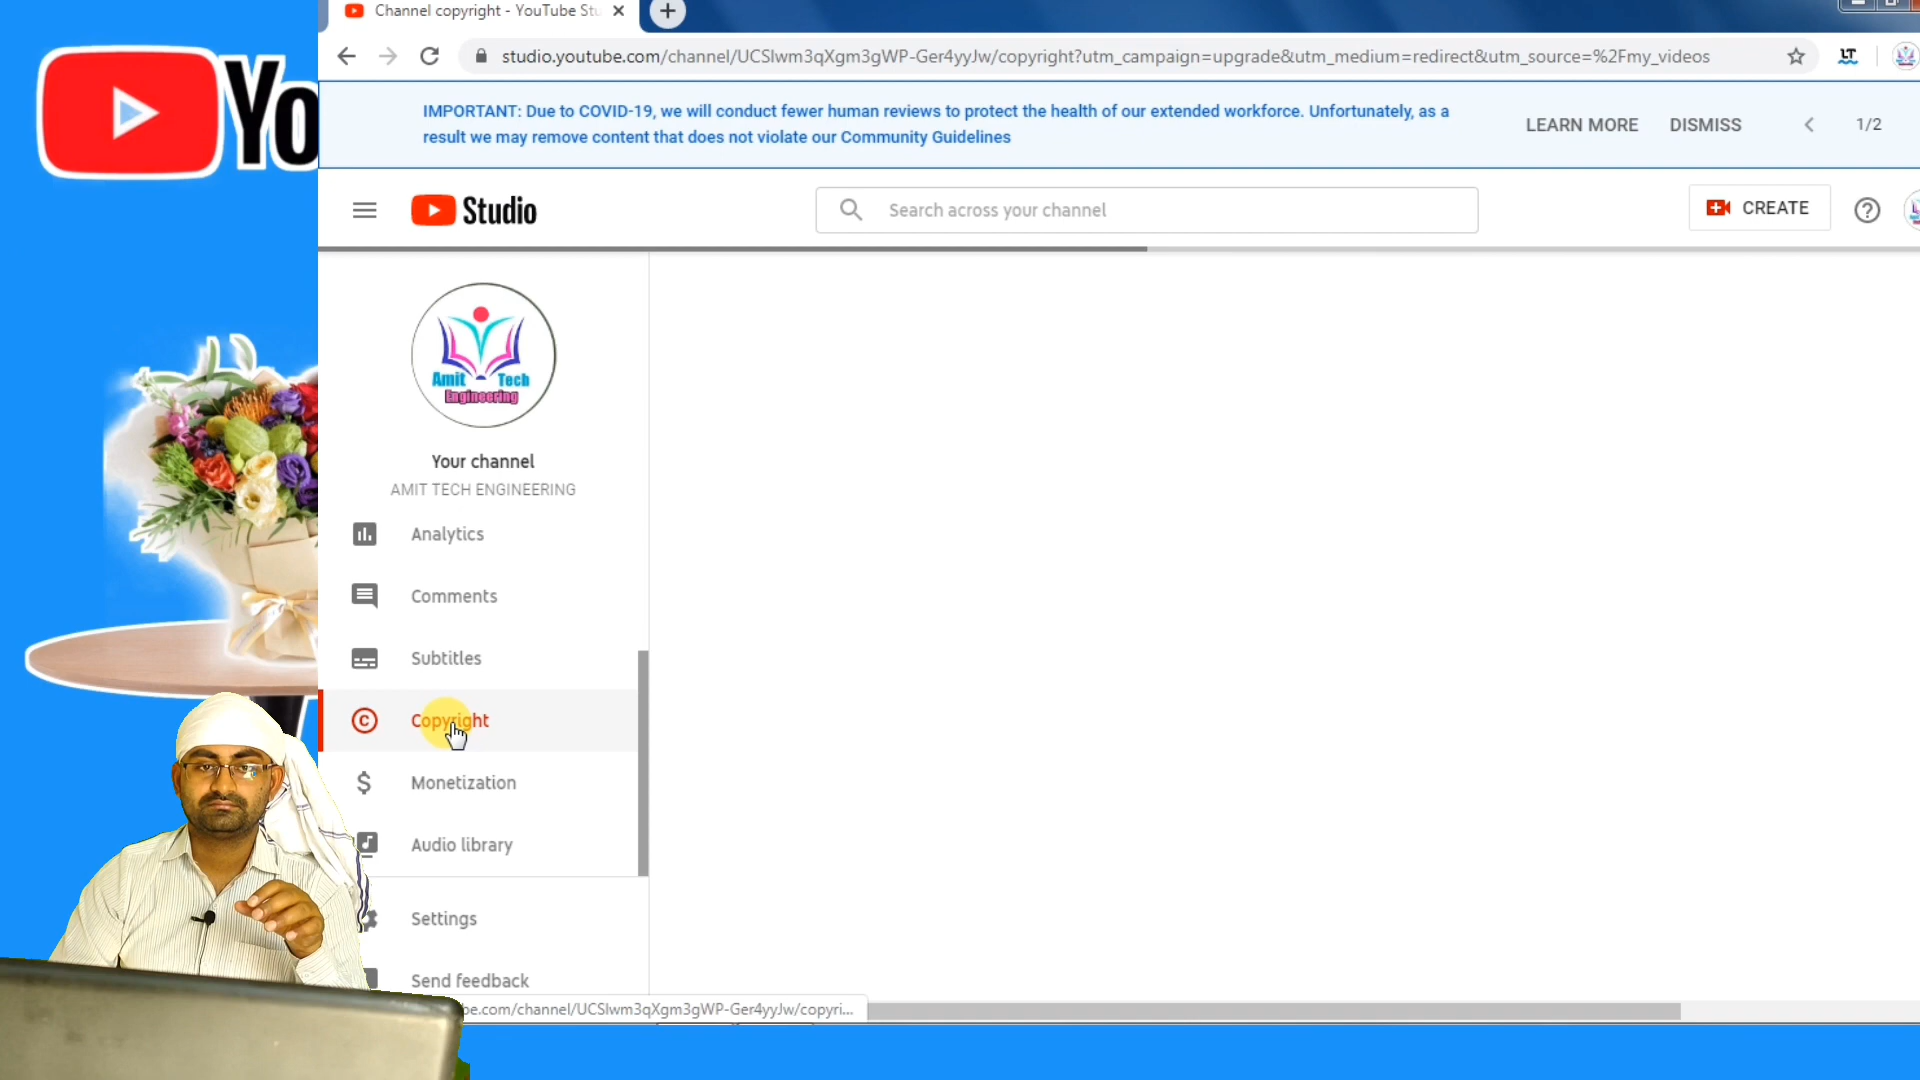 Channel copyright - YouTube Stu
Yo
studio.youtube.com/channel/UCSlwm3qXgm3gWP-Ger4yyJw/copyright?utm_campaign=upgrade&utm_medium=redirect&utm_source=%2Fmy_videos
LT
IMPORTANT: Due to COVID-19, we will conduct fewer human reviews to protect the health of our extended workforce. Unfortunately, as a
result we may remove content that does not violate our Community Guidelines
LEARN MORE
DISMISS
1/2
Studio
Search across your channel
CREATE
Amit Tech
Engineering
Your channel
AMIT TECH ENGINEERING
Analytics
Comments
Subtitles
Copyright
Monetization
Audio library
Settings
Send feedback
be.com/channel/UCSlwm3qXgm3gWP-Ger4yyJw/copyri...